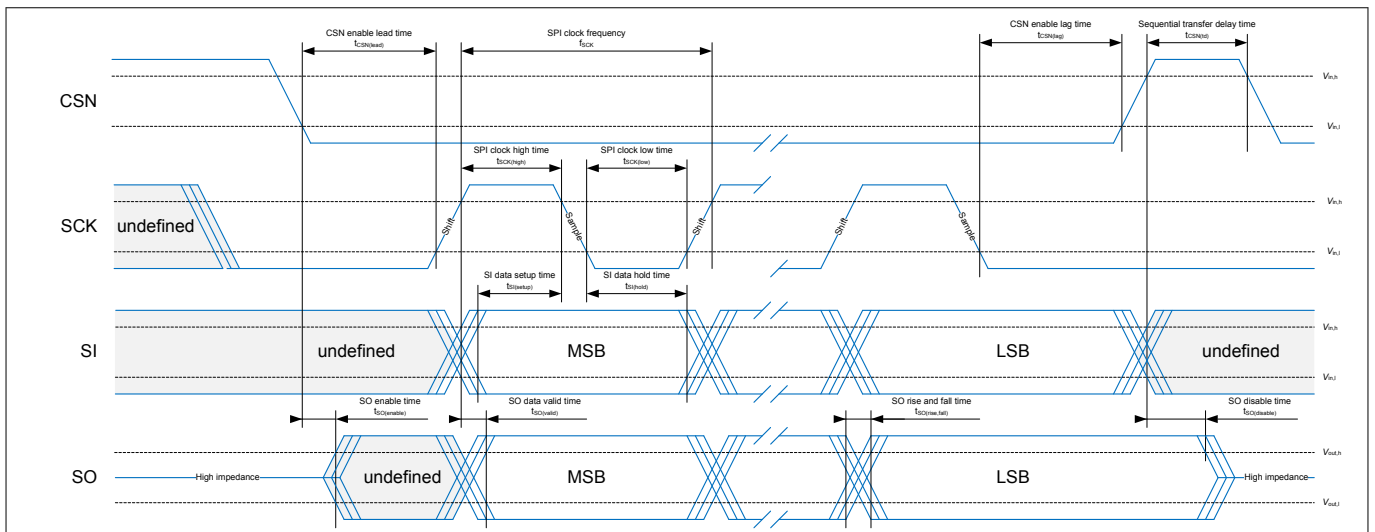 CSN enable lead time
tCSN(lead)
SPI clock frequency
fSCK
CSN enable lag time
tCSN(lag)
Sequential transfer delay time
tCSN(td)
CSN
Vin,h
Vin,l
SPI clock high time
tSCK(high)
SPI clock low time
tSCK(low)
SCK
undefined
Shift
Sample
Shift
Shift
Sample
Vin,h
Vin,l
SI data setup time
tSI(setup)
SI data hold time
tSI(hold)
SI
undefined
MSB
LSB
undefined
Vin,h
Vin,l
SO enable time
tSO(enable)
SO data valid time
tSO(valid)
SO rise and fall time
tSO(rise,fall)
SO disable time
tSO(disable)
SO
High impedance
undefined
MSB
LSB
High impedance
Vout,h
Vout,l